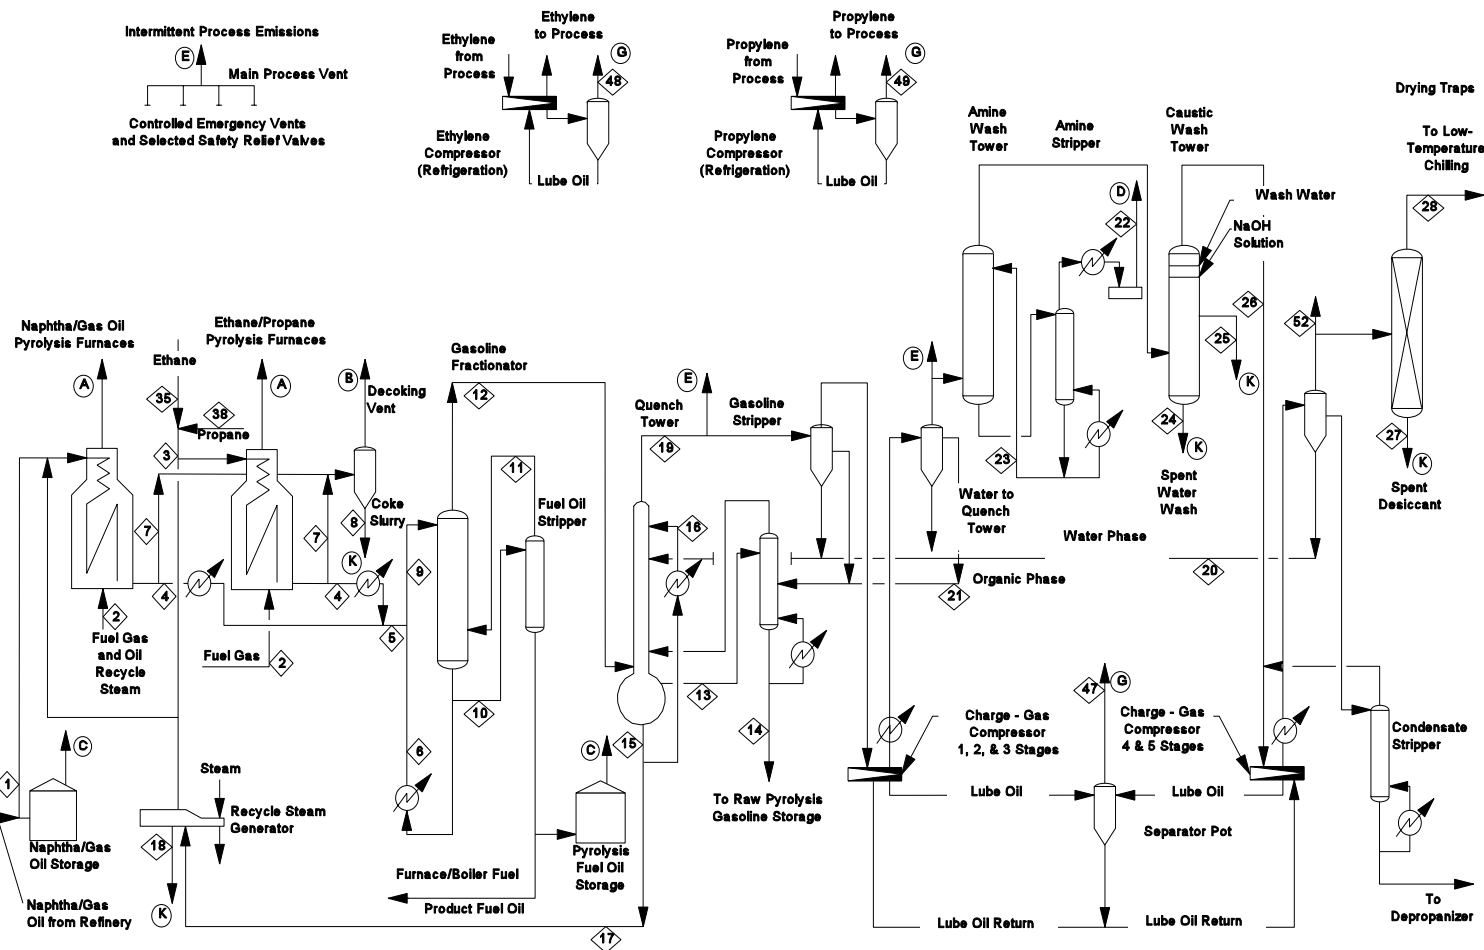 Intermittent Process Emissions
E
Main Process Vent
Controlled Emergency Vents
and Selected Safety Relief Valves
Ethylene
to Process
Ethylene
from
Process
G
48
Ethylene
Compressor
(Refrigeration)
Lube Oil
Propylene
to Process
Propylene
from
Process
G
49
Propylene
Compressor
(Refrigeration)
Lube Oil
Amine
Wash
Tower
Amine
Stripper
Caustic
Wash
Tower
Drying Traps
To Low-
Temperature
Chilling
D
22
Wash Water
NaOH
Solution
28
26
52
25
K
24
K
Spent
Water
Wash
27
K
Spent
Desiccant
Naphtha/Gas Oil
Pyrolysis Furnaces
Ethane/Propane
Pyrolysis Furnaces
Ethane
A
A
B
Decoking
Vent
35
38
Propane
3
Gasoline
Fractionator
12
Quench
Tower
E
Gasoline
Stripper
E
19
11
23
Water to
Quench
Tower
Fuel Oil
Stripper
7
7
8
Coke
Slurry
K
16
Water Phase
20
Organic Phase
21
4
4
9
5
2
Fuel Gas
and Oil
Recycle
Steam
Fuel Gas
2
10
13
14
15
6
C
C
1
Steam
Recycle Steam
Generator
18
K
Naphtha/Gas
Oil Storage
Naphtha/Gas
Oil from Refinery
Furnace/Boiler Fuel
Product Fuel Oil
Pyrolysis
Fuel Oil
Storage
17
To Raw Pyrolysis
Gasoline Storage
47
G
Charge - Gas
Compressor
1, 2, & 3 Stages
Charge - Gas
Compressor
4 & 5 Stages
Condensate
Stripper
Lube Oil
Lube Oil
Separator Pot
Lube Oil Return
Lube Oil Return
To
Depropanizer